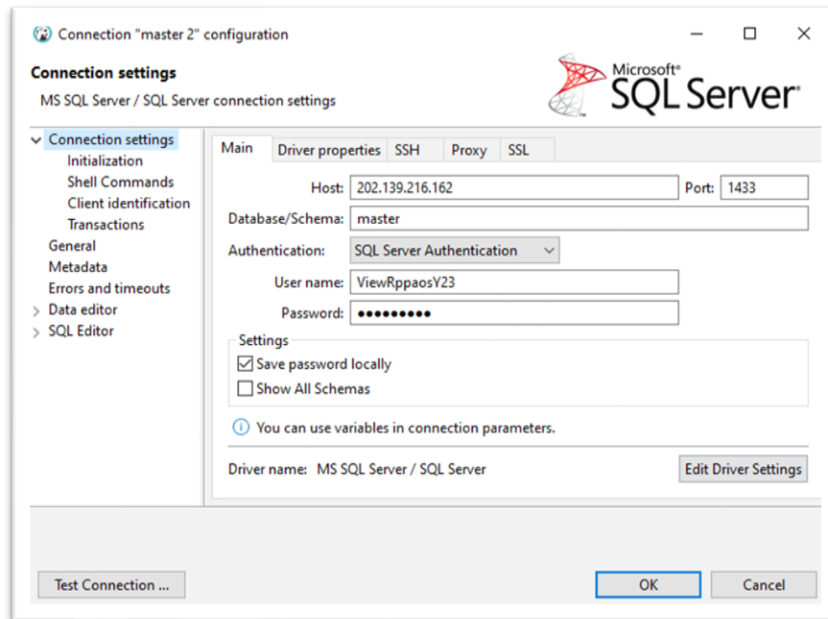 Connection "master 2" configuration
Connection settings
MS SQL Server / SQL Server connection settings
Microsoft®
SQL Server®
Connection settings
Initialization
Shell Commands
Client identification
Transactions
General
Metadata
Errors and timeouts
Data editor
SQL Editor
Main Driver properties SSH Proxy SSL
Host: 202.139.216.162 Port: 1433
Database/Schema: master
Authentication: SQL Server Authentication
User name: ViewRppaosY23
Password: •••••••••
Settings
Save password locally
Show All Schemas
You can use variables in connection parameters.
Driver name: MS SQL Server / SQL Server Edit Driver Settings
Test Connection ... OK Cancel